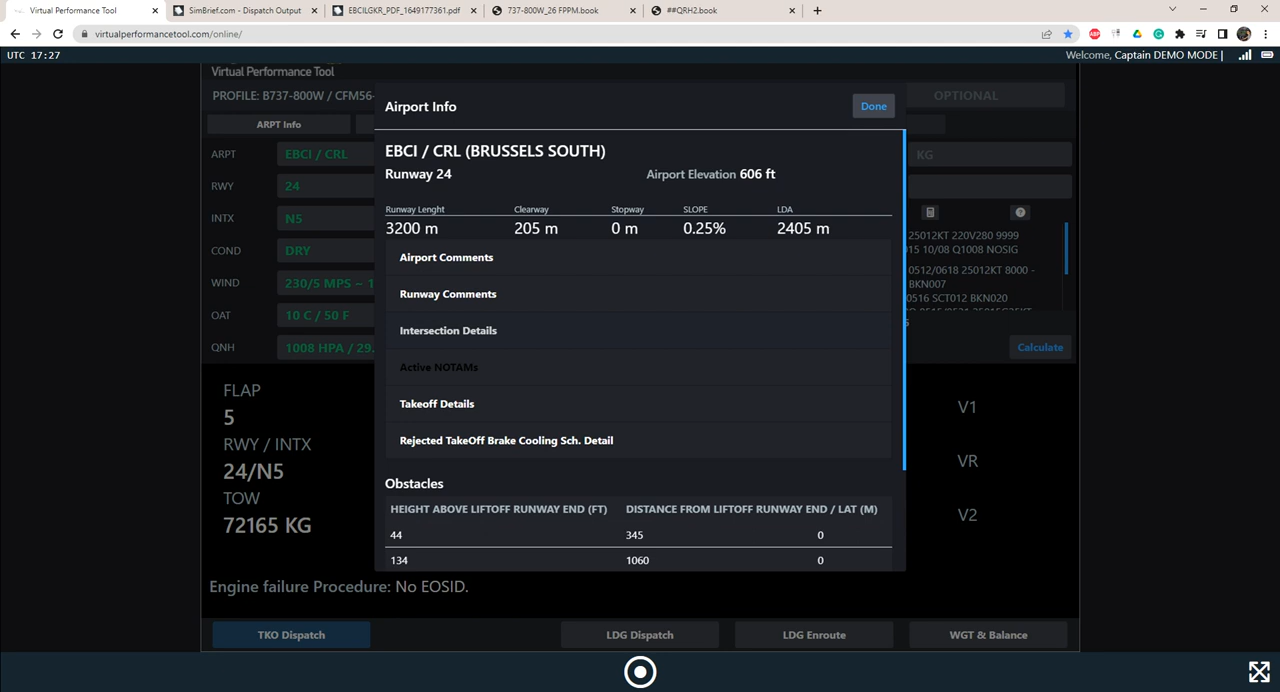 Virtual Performance Tool
SimBrief.com - Dispatch Output
EBCILGKR_PDF_1649177361.pdf
737-800W_26 FPPM.book
##QRH2.book
virtualperformancetool.com/online/
UTC 17:27
Welcome, Captain DEMO MODE |
Virtual Performance Tool
PROFILE: B737-800W / CFM56-
OPTIONAL
ARPT Info
Airport Info
Done
ARPT
EBCI / CRL
KG
RWY
24
INTX
N5
COND
DRY
WIND
230/5 MPS ~ 1
OAT
10 C / 50 F
QNH
1008 HPA / 29.
EBCI / CRL (BRUSSELS SOUTH)
Runway 24
Airport Elevation 606 ft
Runway Lenght Clearway Stopway SLOPE LDA
3200 m 205 m 0 m 0.25% 2405 m
Airport Comments
Runway Comments
Intersection Details
Active NOTAMs
Takeoff Details
Rejected TakeOff Brake Cooling Sch. Detail
Obstacles
HEIGHT ABOVE LIFTOFF RUNWAY END (FT) DISTANCE FROM LIFTOFF RUNWAY END / LAT (M)
44 345 0
134 1060 0
25012KT 220V280 9999
015 10/08 Q1008 NOSIG
0512/0618 25012KT 8000 -
BKN007
0516 SCT012 BKN020
Calculate
FLAP
5
RWY / INTX
24/N5
TOW
72165 KG
V1
VR
V2
Engine failure Procedure: No EOSID.
TKO Dispatch
LDG Dispatch
LDG Enroute
WGT & Balance